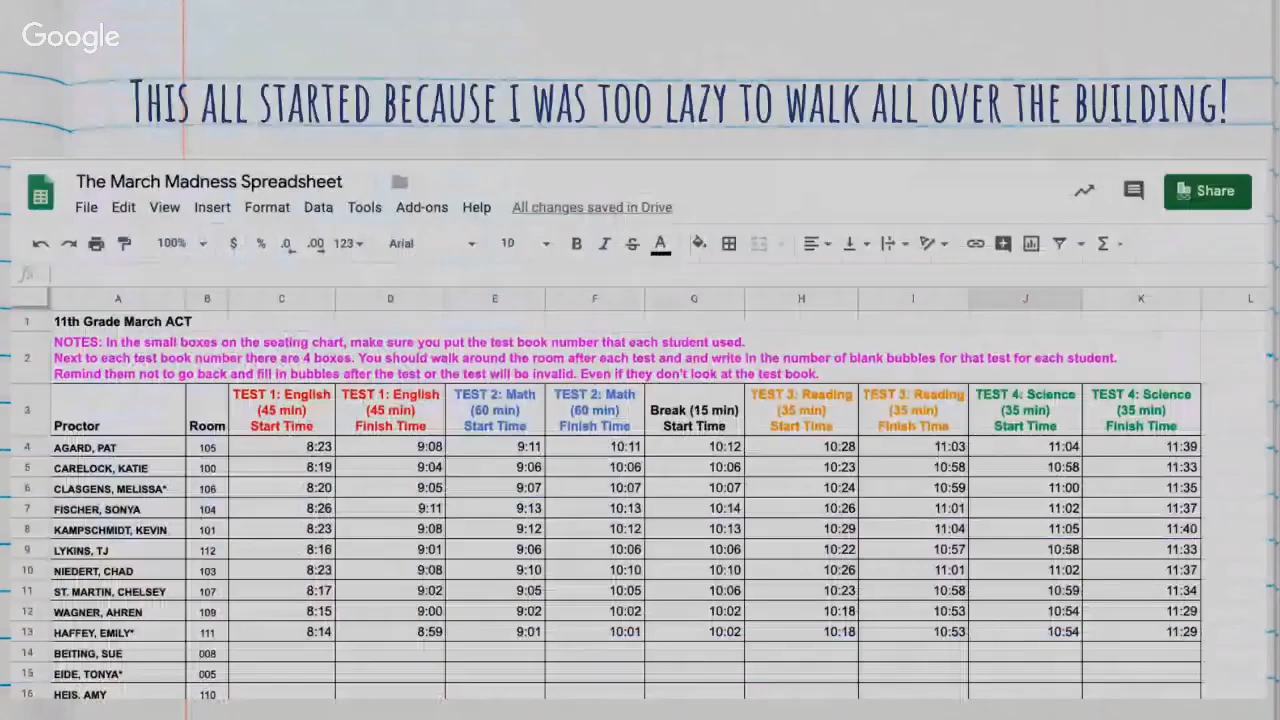 Google
THIS ALL STARTED BECAUSE I WAS TOO LAZY TO WALK ALL OVER THE BUILDING!
The March Madness Spreadsheet
File Edit View Insert Format Data Tools Add-ons Help All changes saved in Drive
Share
100% $ % .0 .00 123 Arial 10 B I S A Σ
fx
A B C D E F G H I J K L
1 11th Grade March ACT
2 NOTES: In the small boxes on the seating chart, make sure you put the test book number that each student used.
Next to each test book number there are 4 boxes. You should walk around the room after each test and and write in the number of blank bubbles for that test for each student.
Remind them not to go back and fill in bubbles after the test or the test will be invalid. Even if they don't look at the test book.
3 Proctor Room TEST 1: English (45 min) Start Time TEST 1: English (45 min) Finish Time TEST 2: Math (60 min) Start Time TEST 2: Math (60 min) Finish Time Break (15 min) Start Time TEST 3: Reading (35 min) Start Time TEST 3: Reading (35 min) Finish Time TEST 4: Science (35 min) Start Time TEST 4: Science (35 min) Finish Time
4 AGARD, PAT 105 8:23 9:08 9:11 10:11 10:12 10:28 11:03 11:04 11:39
5 CARELOCK, KATIE 100 8:19 9:04 9:06 10:06 10:06 10:23 10:58 10:58 11:33
6 CLASGENS, MELISSA* 106 8:20 9:05 9:07 10:07 10:07 10:24 10:59 11:00 11:35
7 FISCHER, SONYA 104 8:26 9:11 9:13 10:13 10:14 10:26 11:01 11:02 11:37
8 KAMPSCHMIDT, KEVIN 101 8:23 9:08 9:12 10:12 10:13 10:29 11:04 11:05 11:40
9 LYKINS, TJ 112 8:16 9:01 9:06 10:06 10:06 10:22 10:57 10:58 11:33
10 NIEDERT, CHAD 103 8:23 9:08 9:10 10:10 10:10 10:26 11:01 11:02 11:37
11 ST. MARTIN, CHELSEY 107 8:17 9:02 9:05 10:05 10:06 10:23 10:58 10:59 11:34
12 WAGNER, AHREN 109 8:15 9:00 9:02 10:02 10:02 10:18 10:53 10:54 11:29
13 HAFFEY, EMILY* 111 8:14 8:59 9:01 10:01 10:02 10:18 10:53 10:54 11:29
14 BEITING, SUE 008
15 EIDE, TONYA* 005
16 HEIS, AMY 110